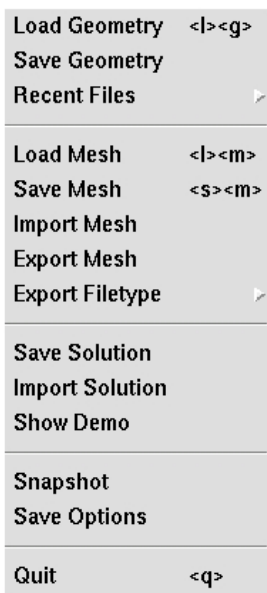 Load Geometry <l><g>
Save Geometry
Recent Files
Load Mesh <l><m>
Save Mesh <s><m>
Import Mesh
Export Mesh
Export Filetype
Save Solution
Import Solution
Show Demo
Snapshot
Save Options
Quit <q>